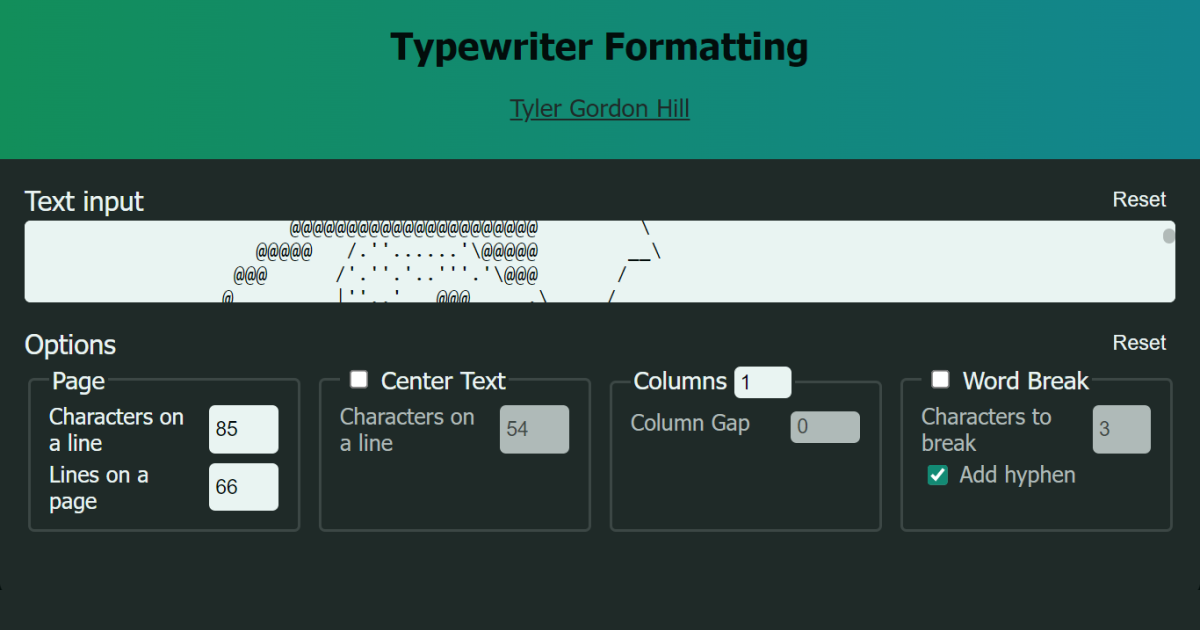 Typewriter Formatting
Tyler Gordon Hill
Text input
Reset
@@@@@@@@@@@@@@@@@@@@@@                   \
@@@@@   /.''......'\@@@@@        __\
@@@      /'.''.'..'''.'\@@@       /
@         |''..'   @@@     .\     /
Options
Reset
Page
Characters on
a line
85
Lines on a
page
66
Center Text
Characters on
a line
54
Columns 1
Column Gap 0
Word Break
Characters to
break
3
Add hyphen